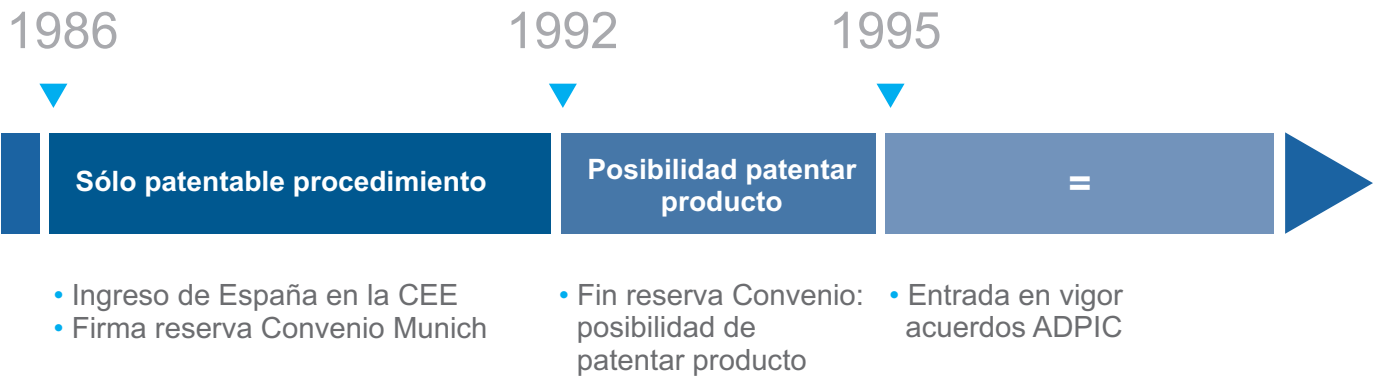 1986
1992
1995
Sólo patentable procedimiento
Posibilidad patentar
producto
=
• Ingreso de España en la CEE
• Firma reserva Convenio Munich
• Fin reserva Convenio:
posibilidad de
patentar producto
• Entrada en vigor
acuerdos ADPIC